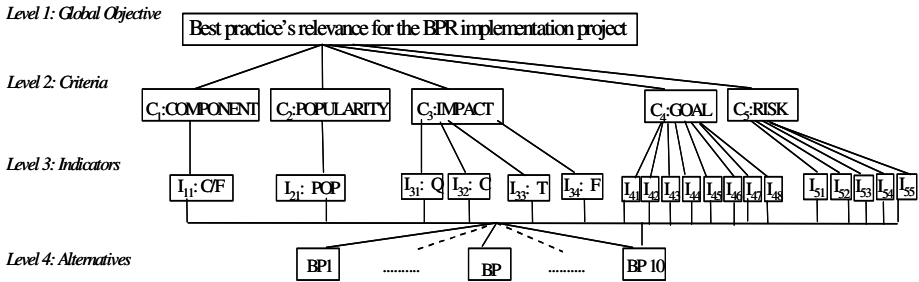 Level 1: Global Objective
Best practice's relevance for the BPR implementation project
Level 2: Criteria
C₁:COMPONENT C₂:POPULARITY C₃:IMPACT C₄:GOAL C₅:RISK
Level 3: Indicators
I₁₁: C/F I₂₁: POP I₃₁: Q I₃₂: C I₃₃: T I₃₄: F I₄₁ I₄₂ I₄₃ I₄₄ I₄₅ I₄₆ I₄₇ I₄₈ I₅₁ I₅₂ I₅₃ I₅₄ I₅₅
Level 4: Alternatives
BP1 .......... BP .......... BP 10